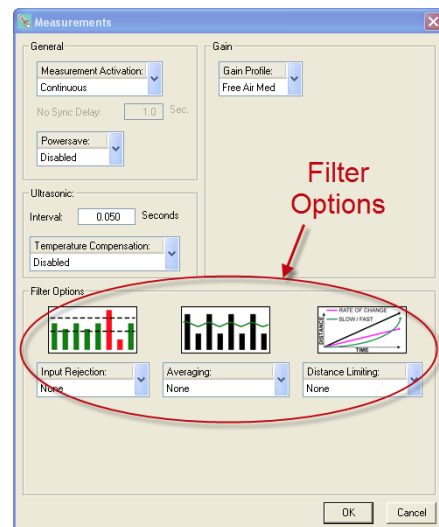 Measurements
General
Measurement Activation:
Continuous
No Sync Delay: 1.0 Sec.
Powersave:
Disabled
Gain
Gain Profile:
Free Air Med
Ultrasonic:
Interval: 0.050 Seconds
Temperature Compensation:
Disabled
Filter
Options
Filter Options
RATE OF CHANGE
SLOW / FAST
DISTANCE
TIME
Input Rejection:
None
Averaging:
None
Distance Limiting:
None
OK
Cancel